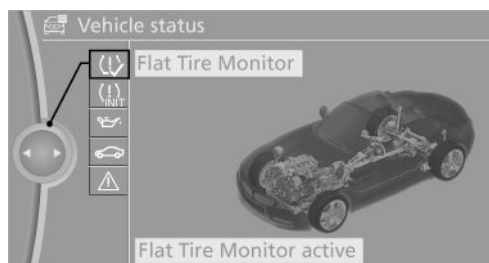 Vehicle status
Flat Tire Monitor
INIT
Flat Tire Monitor active